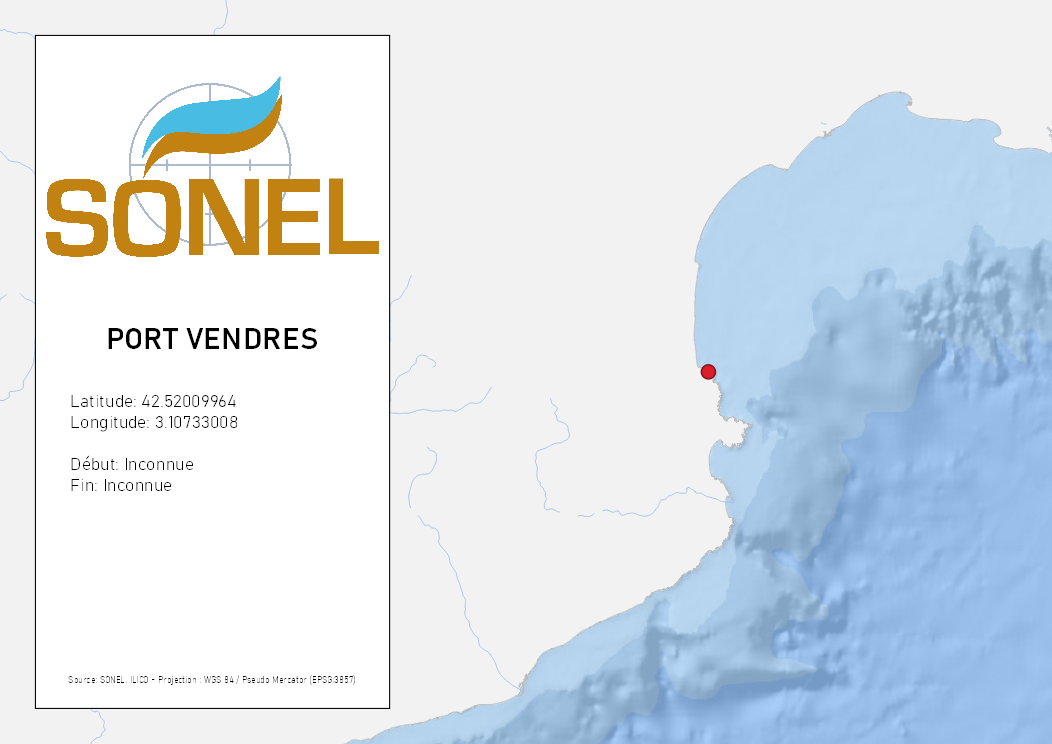 SONEL
PORT VENDRES
Latitude: 42.52009964
Longitude: 3.10733008
Début: Inconnue
Fin: Inconnue
Source: SONEL, ILICO - Projection : WGS 84 / Pseudo Mercator (EPSG:3857)